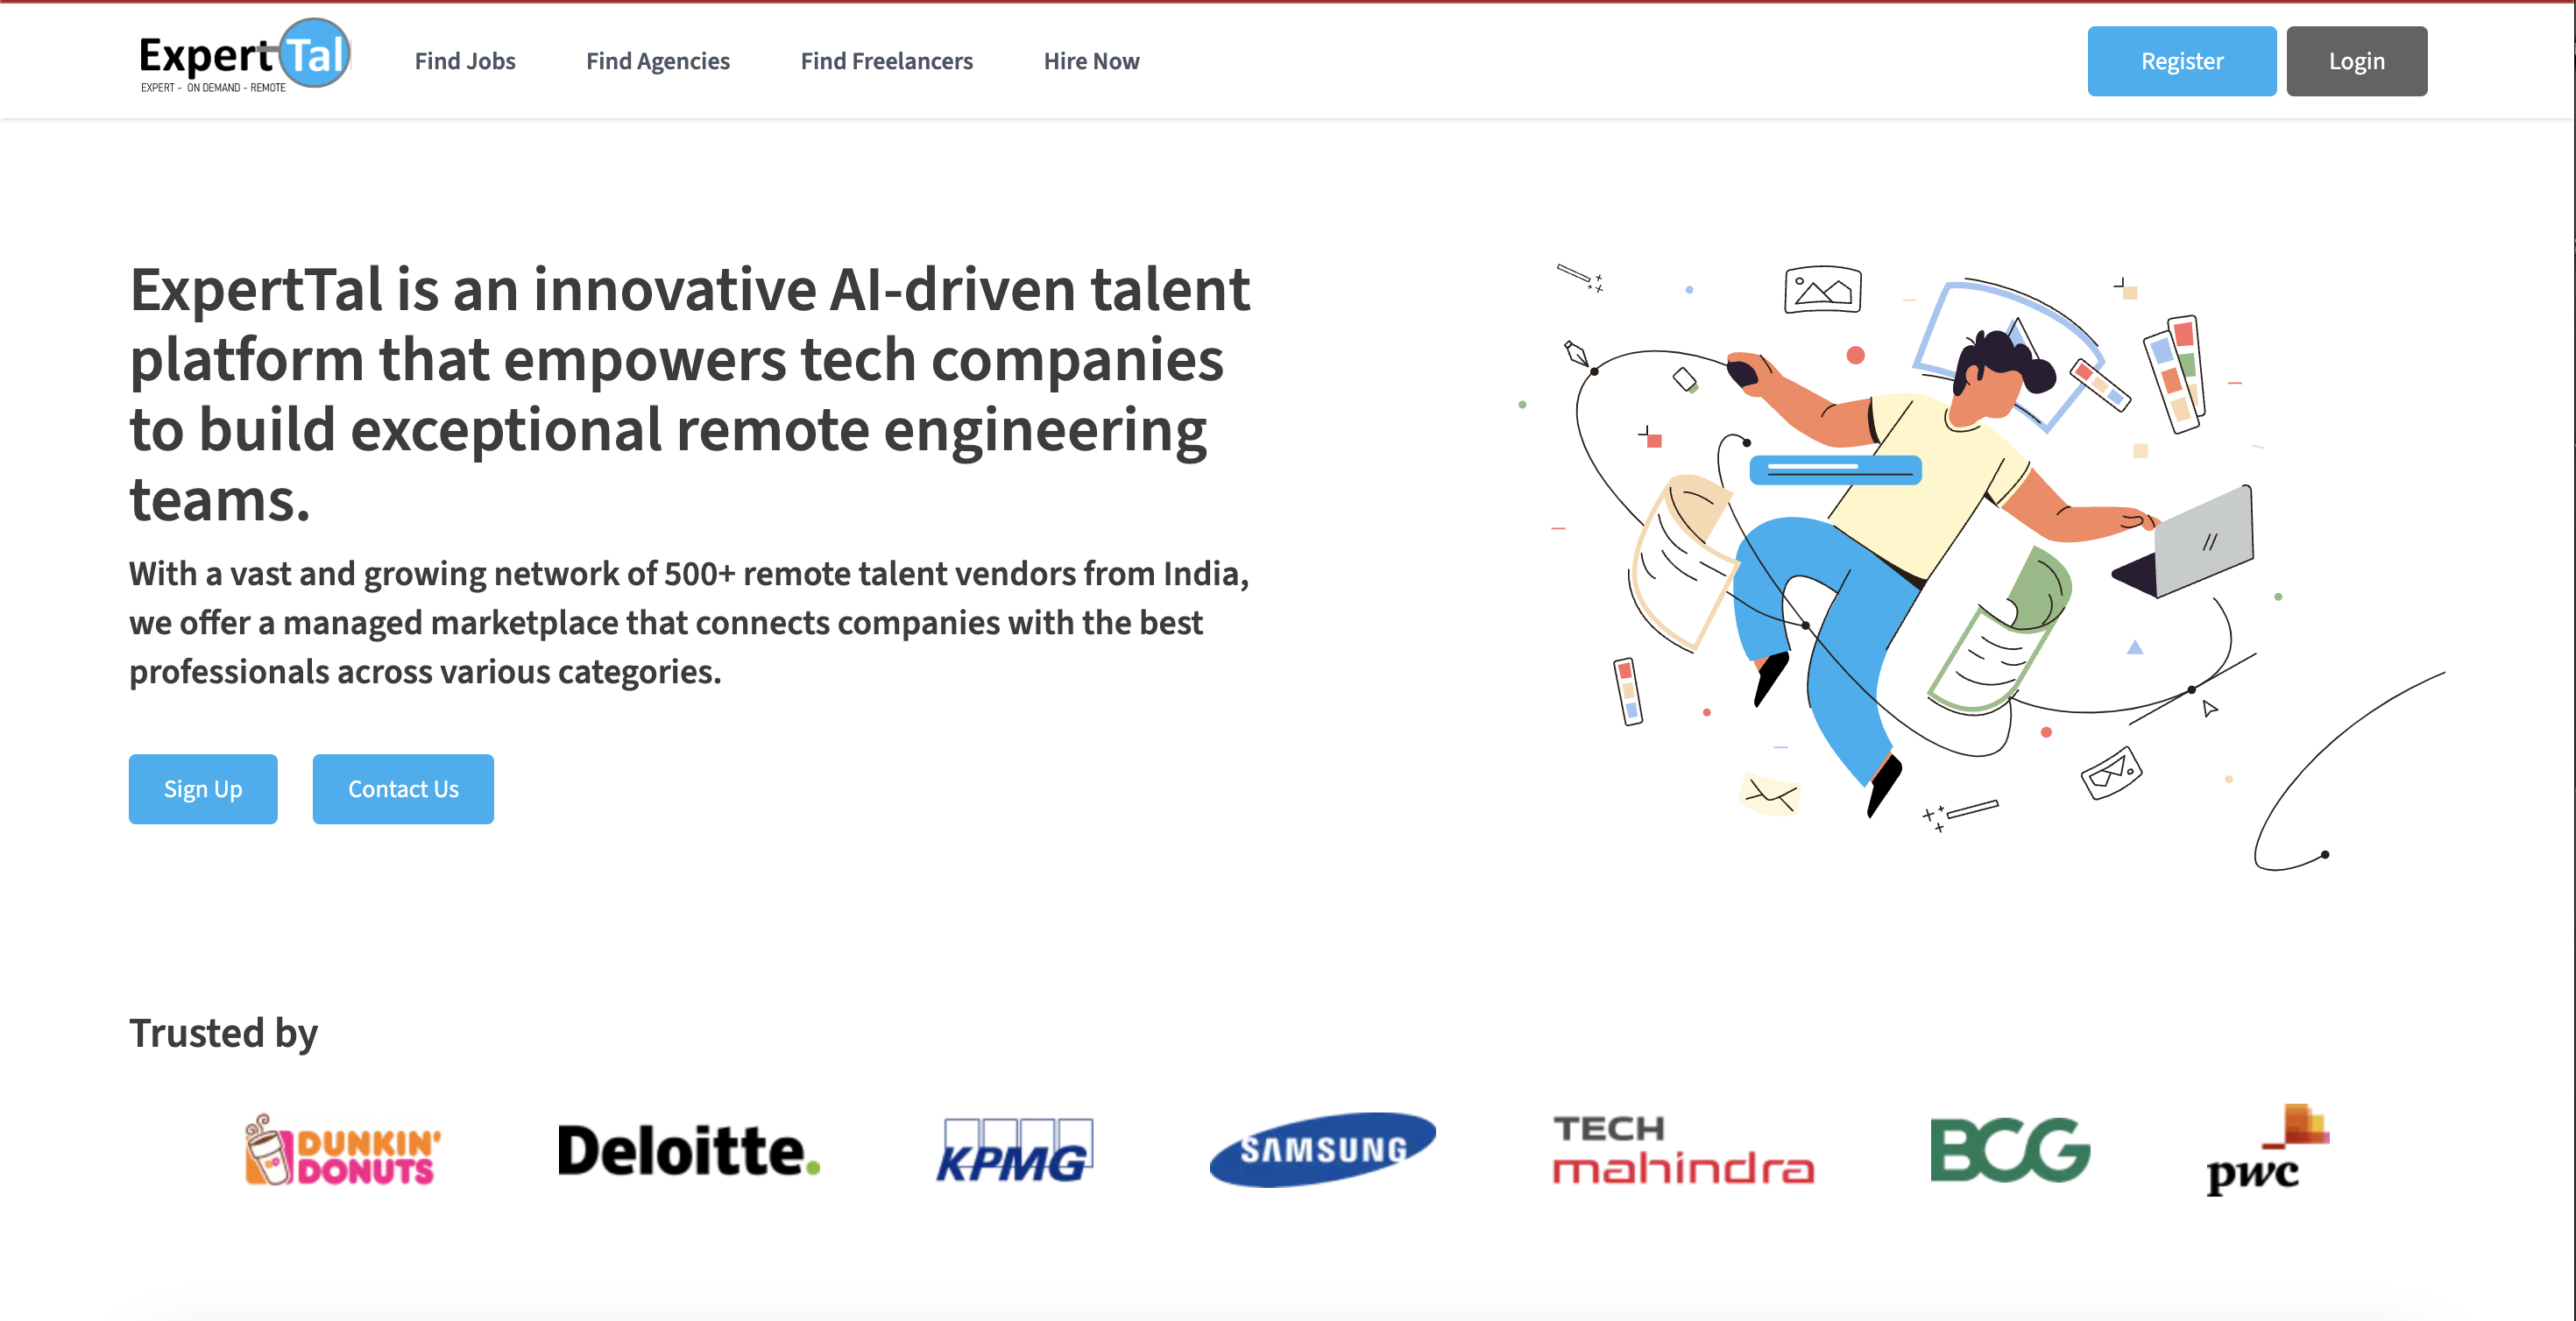 ExpertTal
EXPERT - ON DEMAND - REMOTE
Find Jobs
Find Agencies
Find Freelancers
Hire Now
Register
Login
ExpertTal is an innovative AI-driven talent
platform that empowers tech companies
to build exceptional remote engineering
teams.
With a vast and growing network of 500+ remote talent vendors from India,
we offer a managed marketplace that connects companies with the best
professionals across various categories.
Sign Up
Contact Us
Trusted by
DUNKIN'
DONUTS
Deloitte.
KPMG
SAMSUNG
TECH
mahindra
BCG
pwc